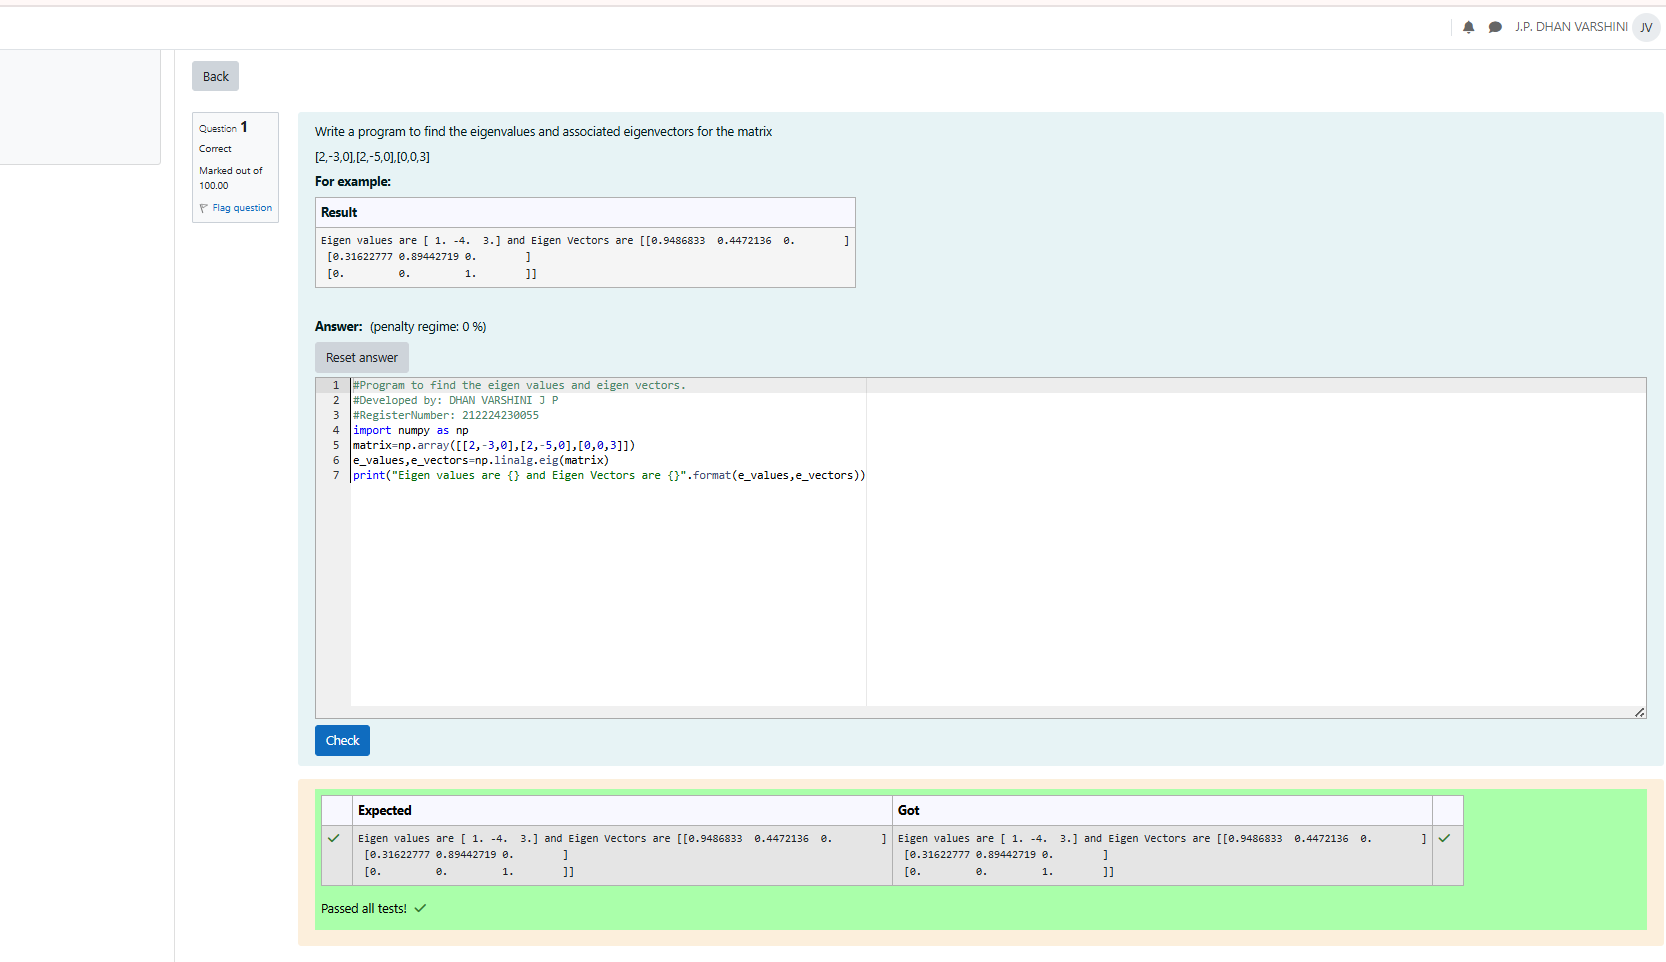 J.P. DHAN VARSHINI JV
Back
Question 1
Correct
Marked out of
100.00
Flag question
Write a program to find the eigenvalues and associated eigenvectors for the matrix
[2,-3,0],[2,-5,0],[0,0,3]
For example:
Result
Eigen values are [ 1. -4.  3.] and Eigen Vectors are [[0.9486833  0.4472136  0.        ]
 [0.31622777 0.89442719 0.        ]
 [0.         0.         1.        ]]
Answer: (penalty regime: 0 %)
Reset answer
1 #Program to find the eigen values and eigen vectors.
2 #Developed by: DHAN VARSHINI J P
3 #RegisterNumber: 212224230055
4 import numpy as np
5 matrix=np.array([[2,-3,0],[2,-5,0],[0,0,3]])
6 e_values,e_vectors=np.linalg.eig(matrix)
7 print("Eigen values are {} and Eigen Vectors are {}".format(e_values,e_vectors))
Check
Expected Got
Eigen values are [ 1. -4.  3.] and Eigen Vectors are [[0.9486833  0.4472136  0.        ] Eigen values are [ 1. -4.  3.] and Eigen Vectors are [[0.9486833  0.4472136  0.        ]
 [0.31622777 0.89442719 0.        ] [0.31622777 0.89442719 0.        ]
 [0.         0.         1.        ]] [0.         0.         1.        ]]
Passed all tests!